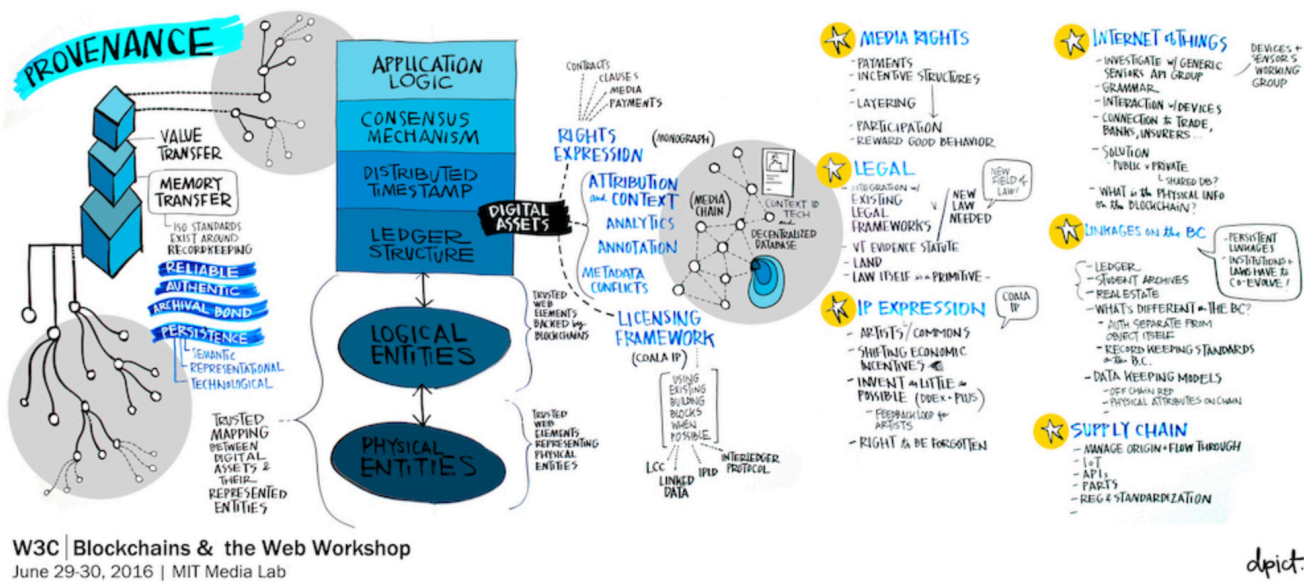 PROVENANCE
VALUE
TRANSFER
MEMORY
TRANSFER
ISO STANDARDS
EXIST AROUND
RECORDKEEPING
RELIABLE
AUTHENTIC
ARCHIVAL BOND
PERSISTENCE
SEMANTIC
REPRESENTATIONAL
TECHNOLOGICAL
TRUSTED
MAPPING
BETWEEN
DIGITAL
ASSETS &
THEIR
REPRESENTED
ENTITIES
APPLICATION
LOGIC
CONSENSUS
MECHANISM
DISTRIBUTED
TIMESTAMP
LEDGER
STRUCTURE
LOGICAL
ENTITIES
PHYSICAL
ENTITIES
TRUSTED
WEB
ELEMENTS
BACKED by
BLOCKCHAINS
TRUSTED
WEB
ELEMENTS
REPRESENTING
PHYSICAL
ENTITIES
DIGITAL
ASSETS
CONTRACTS
CLAUSES
MEDIA
PAYMENTS
RIGHTS
EXPRESSION
ATTRIBUTION
and CONTEXT
ANALYTICS
ANNOTATION
METADATA
CONFLICTS
LICENSING
FRAMEWORK
(COALA IP)
USING
EXISTING
BUILDING
BLOCKS
WHEN
POSSIBLE
LCC
LINKED
DATA
IPLD
INTERLEDGER
PROTOCOL
(MONOGRAPH)
(MEDIA
CHAIN)
CONTEXT ID
TECH
and
DECENTRALIZED
DATABASE
MEDIA RIGHTS
- PAYMENTS
- INCENTIVE STRUCTURES
-
- LAYERING
-
- PARTICIPATION
- REWARD GOOD BEHAVIOR
LEGAL
- INTEGRATION w/
EXISTING
LEGAL
FRAMEWORKS
NEW
LAW
NEEDED
NEW
FIELD of
LAW!
- VT EVIDENCE STATUTE
- LAND
- LAW ITSELF is a PRIMITIVE -
IP EXPRESSION
COALA
IP
- ARTISTS/COMMONS
- SHIFTING ECONOMIC
INCENTIVES
- INVENT as LITTLE as
POSSIBLE (DDEX + PLUS)
- FEEDBACK LOOP for
ARTISTS
- RIGHT to BE FORGOTTEN
INTERNET of THINGS
- INVESTIGATE w/ GENERIC
SENSORS API GROUP
DEVICES +
SENSORS
WORKING
GROUP
- GRAMMAR
- INTERACTION w/ DEVICES
- CONNECTION to TRADE,
BANKS, INSURERS...
- SOLUTION
- PUBLIC v PRIVATE
SHARED DB?
- WHAT is the PHYSICAL INFO
on the BLOCKCHAIN?
LINKAGES on the BC
- PERSISTENT
LINKAGES
- INSTITUTIONS +
LAWS HAVE to
CO-EVOLVE!
- LEDGER
- STUDENT ARCHIVES
- REAL ESTATE
- WHAT'S DIFFERENT on THE BC?
- AUTH SEPARATE FROM
OBJECT ITSELF
- RECORD KEEPING STANDARDS
on the B.C.
- DATA KEEPING MODELS
- OFF CHAIN REP
- PHYSICAL ATTRIBUTES ON CHAIN
-
SUPPLY CHAIN
- MANAGE ORIGIN + FLOW THROUGH
- IoT
- APIs
- PARTS
- REG & STANDARDIZATION
-
W3C | Blockchains & the Web Workshop
June 29-30, 2016 | MIT Media Lab
dpict.